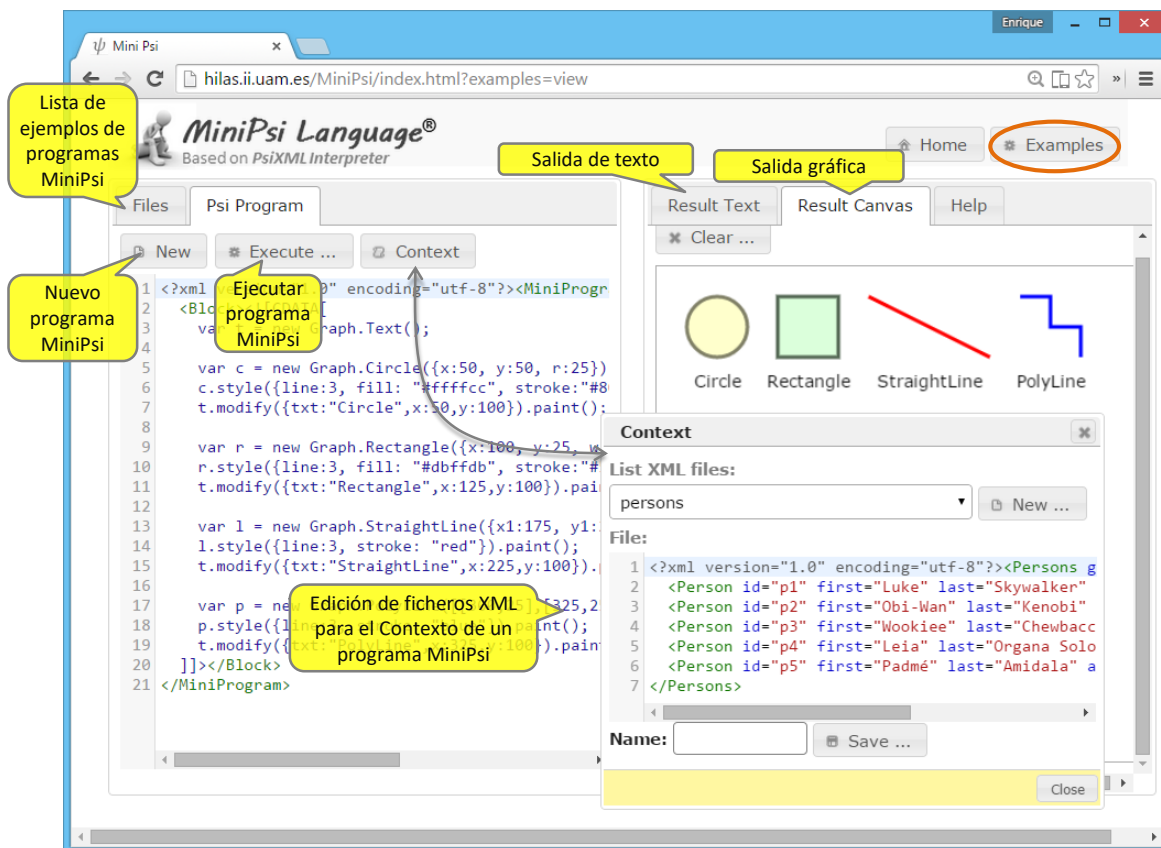 Enrique
ψ Mini Psi
hilas.ii.uam.es/MiniPsi/index.html?examples=view
Lista de
ejemplos de
programas
MiniPsi
MiniPsi Language®
Based on PsiXML Interpreter
Home
Examples
Salida de texto
Salida gráfica
Files
Psi Program
Result Text
Result Canvas
Help
New
Execute ...
Context
Clear ...
Nuevo
programa
MiniPsi
Ejecutar
programa
MiniPsi
1 <?xml 0" encoding="utf-8"?><MiniProgr
2 <Blo
3 var t = new Graph.Text();
4
5 var c = new Graph.Circle({x:50, y:50, r:25})
6 c.style({line:3, fill: "#ffffcc", stroke:"#8
7 t.modify({txt:"Circle",x:50,y:100}).paint();
8
9 var r = new Graph.Rectangle({x:100, y:25, w
10 r.style({line:3, fill: "#dbffdb", stroke:"#
11 t.modify({txt:"Rectangle",x:125,y:100}).pai
12
13 var l = new Graph.StraightLine({x1:175, y1:
14 l.style({line:3, stroke: "red"}).paint();
15 t.modify({txt:"StraightLine",x:225,y:100}).
16
17 var p = new [325,2
18 p.style({ nt();
19 t.modify({ ).pain
20 ]]></Block>
21 </MiniProgram>
Edición de ficheros XML
para el Contexto de un
programa MiniPsi
Circle
Rectangle
StraightLine
PolyLine
Context
List XML files:
persons
New ...
File:
1 <?xml version="1.0" encoding="utf-8"?><Persons g
2 <Person id="p1" first="Luke" last="Skywalker"
3 <Person id="p2" first="Obi-Wan" last="Kenobi"
4 <Person id="p3" first="Wookiee" last="Chewbacc
5 <Person id="p4" first="Leia" last="Organa Solo
6 <Person id="p5" first="Padmé" last="Amidala" a
7 </Persons>
Name:
Save ...
Close